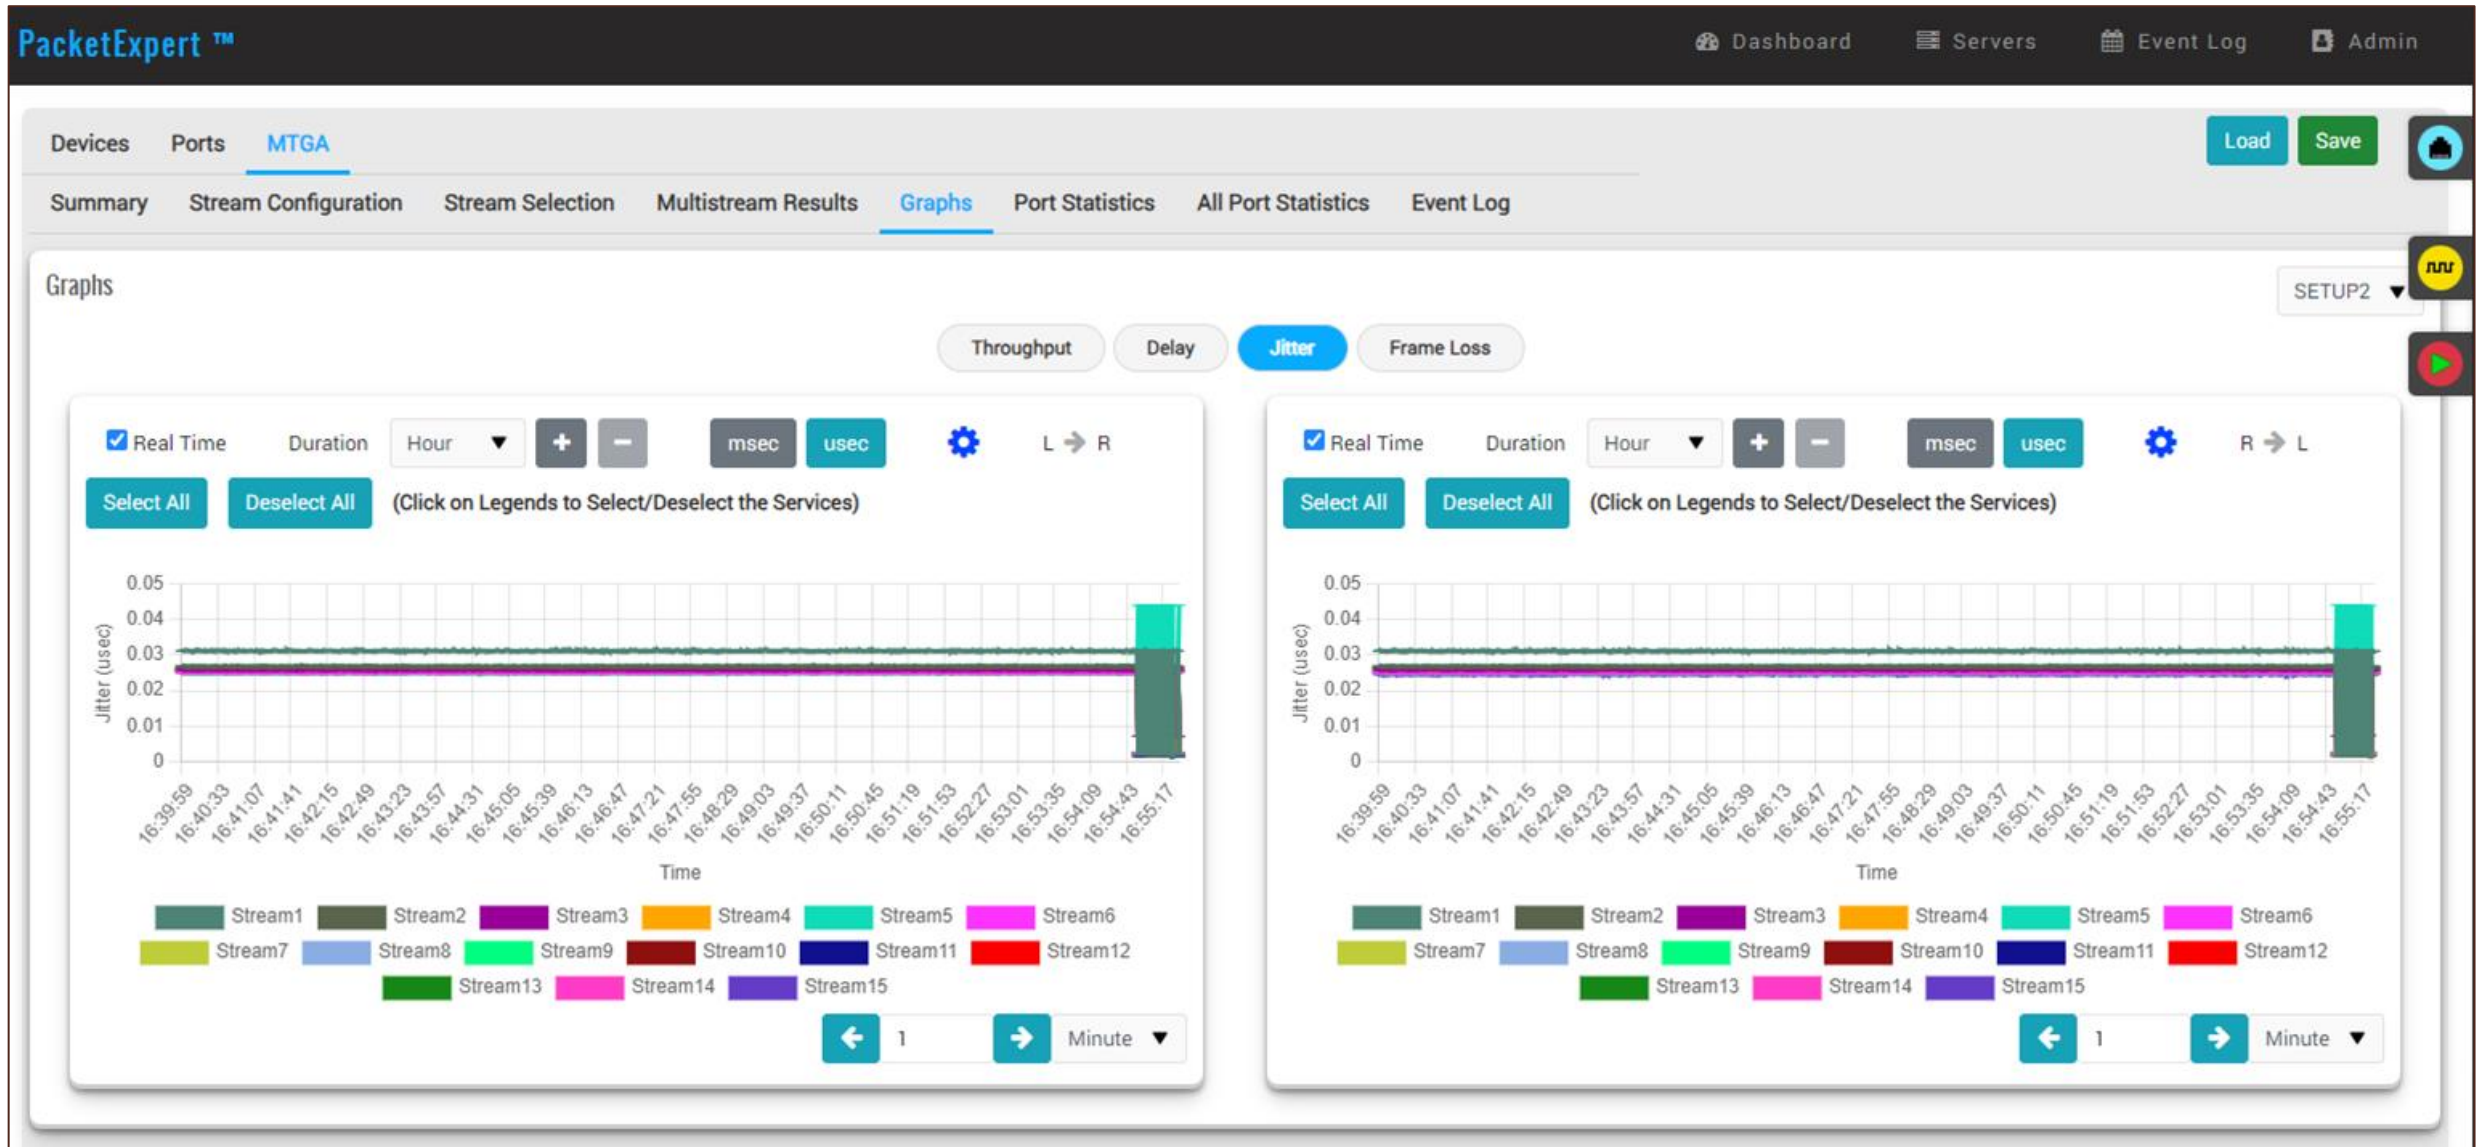 PacketExpert ™ Dashboard Servers Event Log Admin
Devices Ports MTGA Load Save
Summary Stream Configuration Stream Selection Multistream Results Graphs Port Statistics All Port Statistics Event Log
Graphs
SETUP2
Throughput Delay Jitter Frame Loss
Real Time Duration Hour + − msec usec L R
Select All Deselect All (Click on Legends to Select/Deselect the Services)
0.05
0.04
0.03
0.02
0.01
0
Jitter (usec)
16:39:59 16:40:33 16:41:07 16:41:41 16:42:15 16:42:49 16:43:23 16:43:57 16:44:31 16:45:05 16:45:39 16:46:13 16:46:47 16:47:21 16:47:55 16:48:29 16:49:03 16:49:37 16:50:11 16:50:45 16:51:19 16:51:53 16:52:27 16:53:01 16:53:35 16:54:09 16:54:43 16:55:17
Time
Stream1 Stream2 Stream3 Stream4 Stream5 Stream6
Stream7 Stream8 Stream9 Stream10 Stream11 Stream12
Stream13 Stream14 Stream15
1 Minute
Real Time Duration Hour + − msec usec R L
Select All Deselect All (Click on Legends to Select/Deselect the Services)
0.05
0.04
0.03
0.02
0.01
0
Jitter (usec)
16:39:59 16:40:33 16:41:07 16:41:41 16:42:15 16:42:49 16:43:23 16:43:57 16:44:31 16:45:05 16:45:39 16:46:13 16:46:47 16:47:21 16:47:55 16:48:29 16:49:03 16:49:37 16:50:11 16:50:45 16:51:19 16:51:53 16:52:27 16:53:01 16:53:35 16:54:09 16:54:43 16:55:17
Time
Stream1 Stream2 Stream3 Stream4 Stream5 Stream6
Stream7 Stream8 Stream9 Stream10 Stream11 Stream12
Stream13 Stream14 Stream15
1 Minute